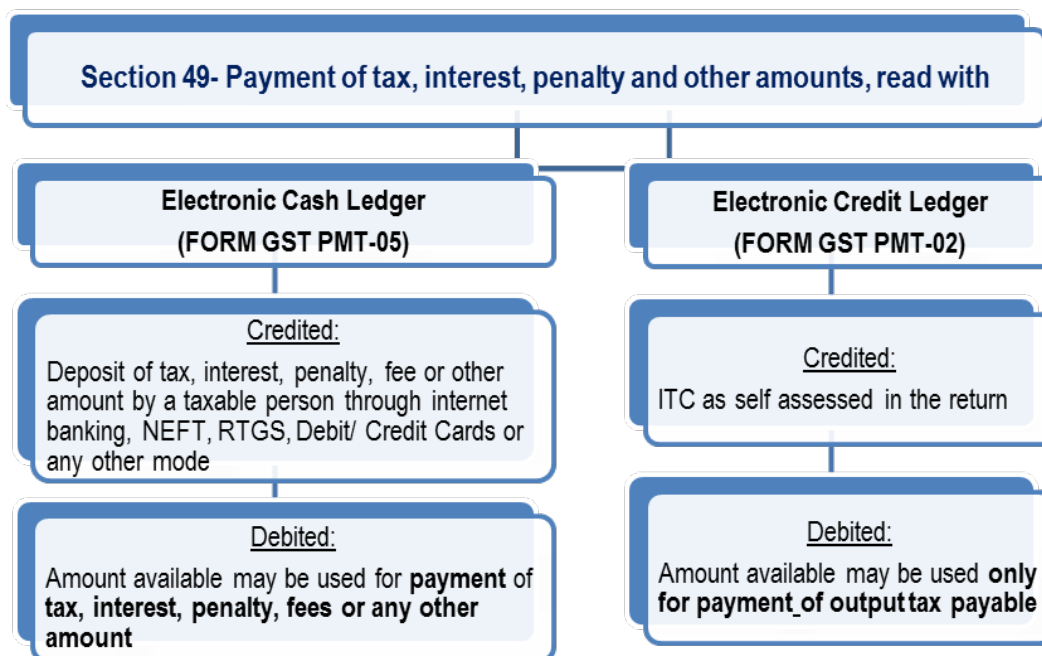 Section 49- Payment of tax, interest, penalty and other amounts, read with
Electronic Cash Ledger
(FORM GST PMT-05)
Credited:
Deposit of tax, interest, penalty, fee or other
amount by a taxable person through internet
banking, NEFT, RTGS, Debit/ Credit Cards or
any other mode
Debited:
Amount available may be used for payment of
tax, interest, penalty, fees or any other
amount
Electronic Credit Ledger
(FORM GST PMT-02)
Credited:
ITC as self assessed in the return
Debited:
Amount available may be used only
for payment of output tax payable